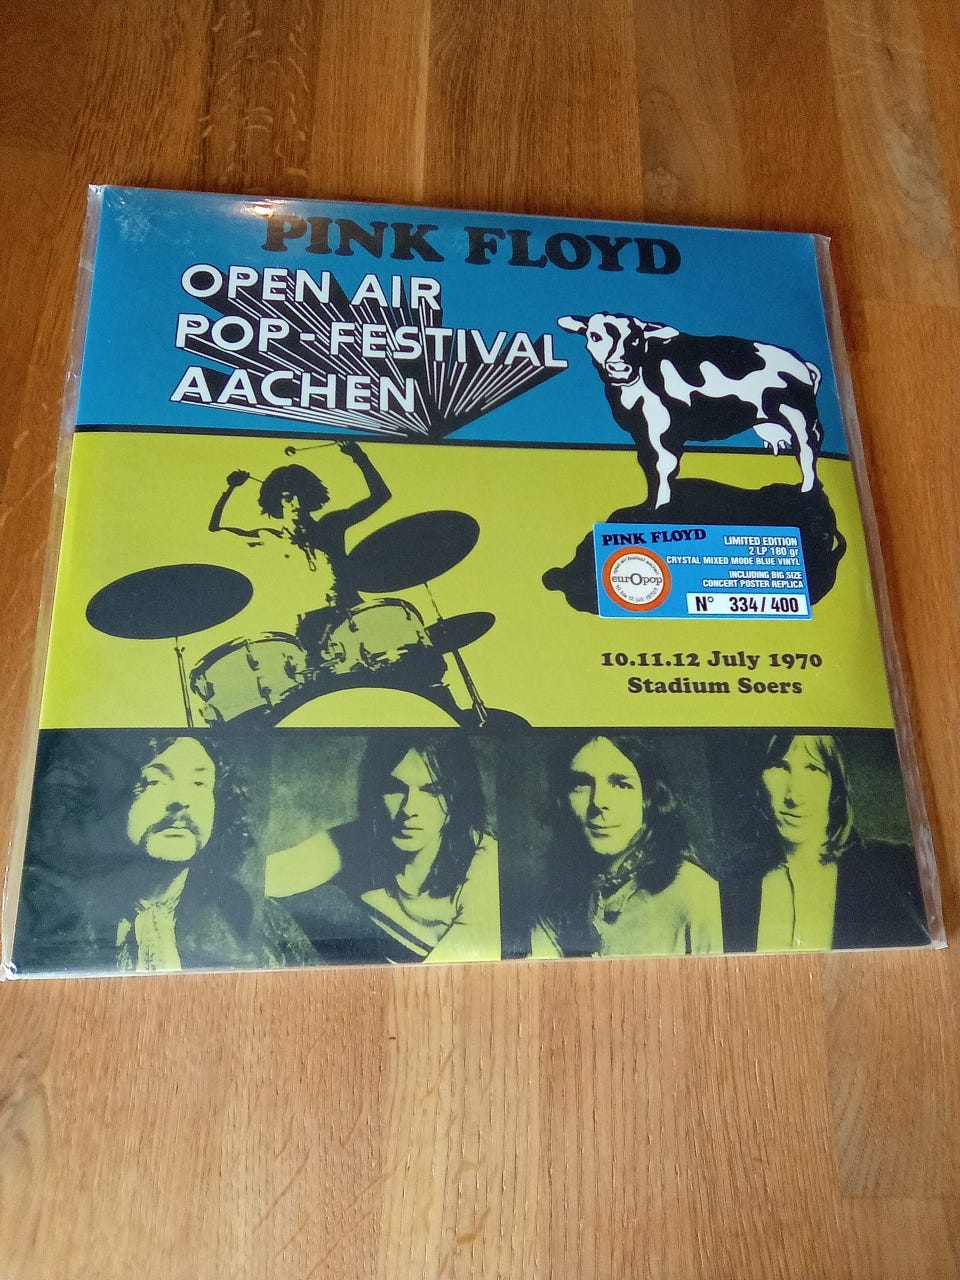 PINK FLOYD
OPEN AIR
POP-FESTIVAL
AACHEN
PINK FLOYD
LIMITED EDITION
2 LP 180 gr
CRYSTAL MIXED MODE BLUE VINYL
eurOpop
INCLUDING BIG SIZE
CONCERT POSTER REPLICA
N° 334/400
10.11.12 July 1970
Stadium Soers